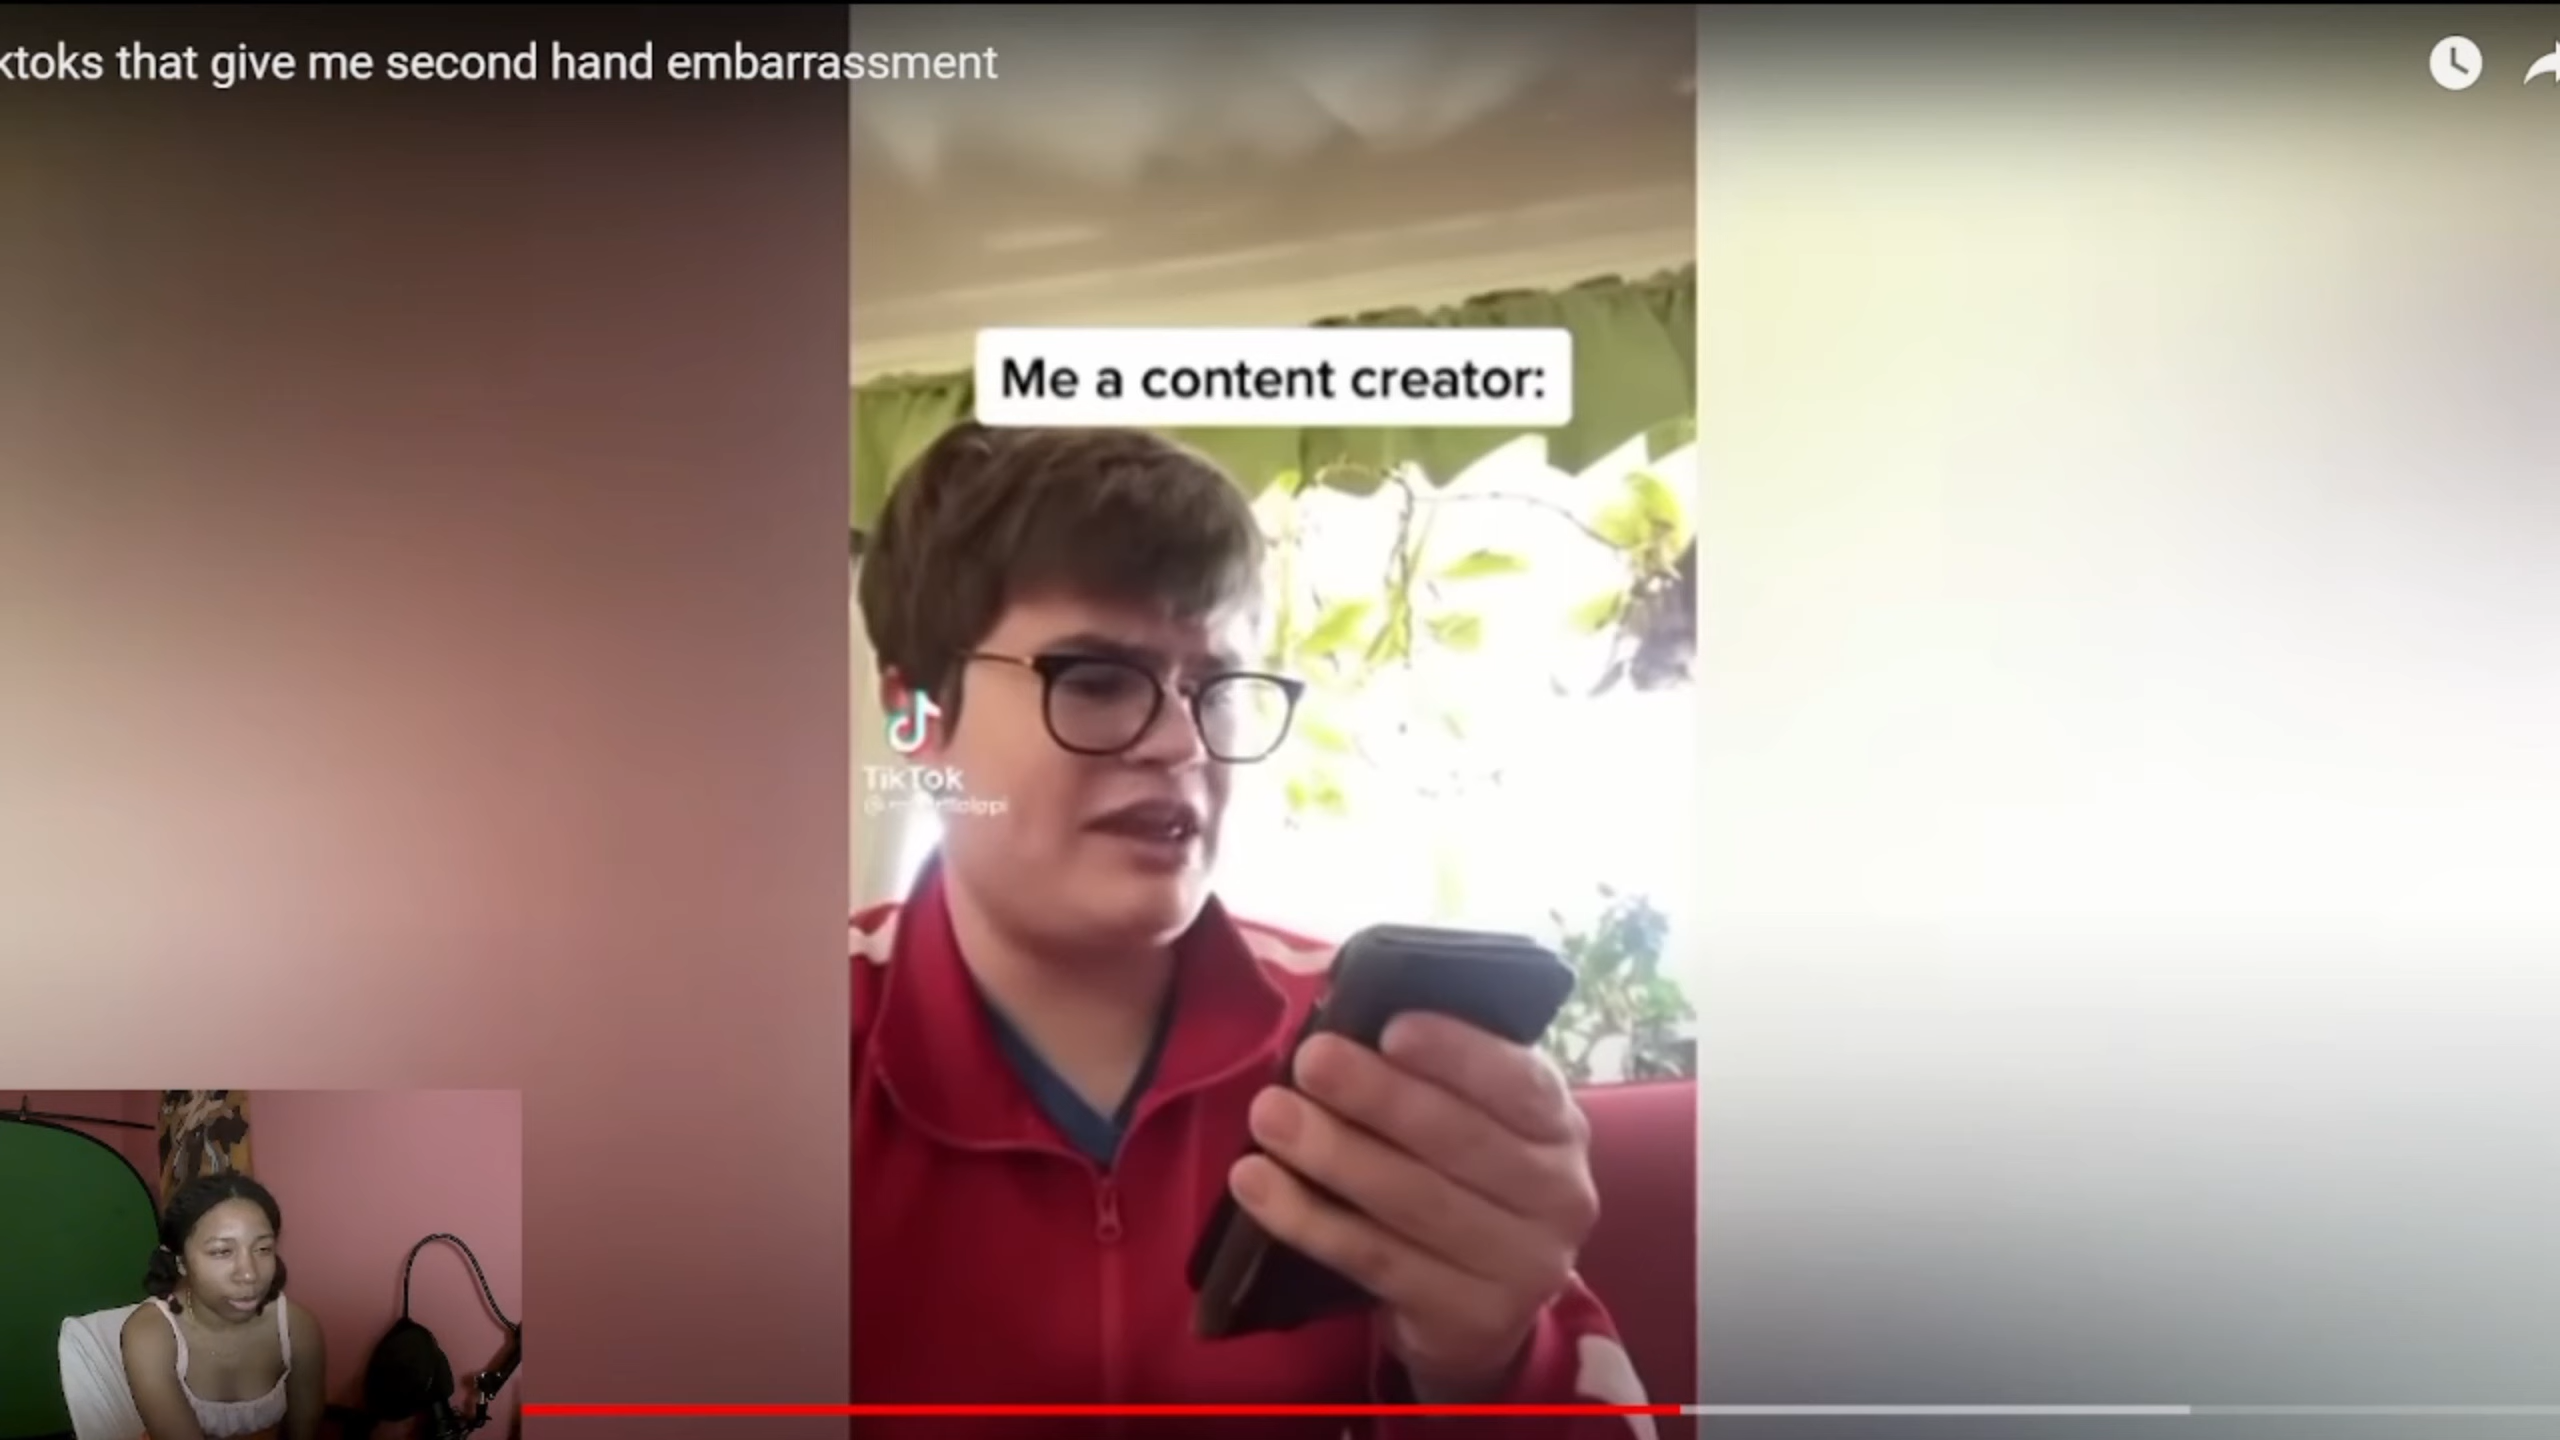 ktoks that give me second hand embarrassment
Me a content creator:
TikTok